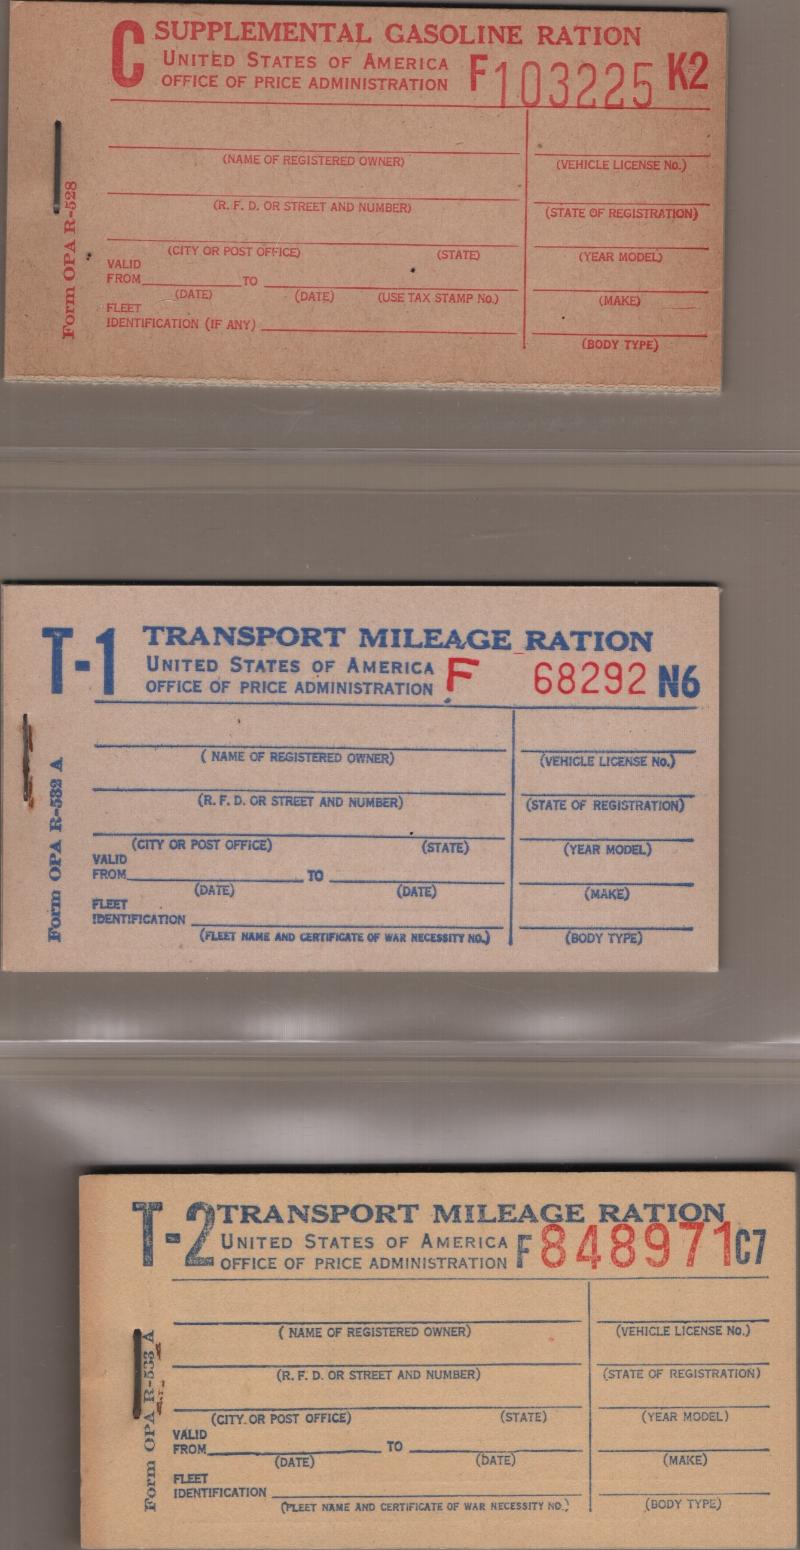 C SUPPLEMENTAL GASOLINE RATION
UNITED STATES OF AMERICA
OFFICE OF PRICE ADMINISTRATION F103225 K2
(NAME OF REGISTERED OWNER) (VEHICLE LICENSE No.)
(R. F. D. OR STREET AND NUMBER) (STATE OF REGISTRATION)
(CITY OR POST OFFICE) (STATE) (YEAR MODEL)
VALID
FROM TO
(DATE) (DATE) (USE TAX STAMP No.) (MAKE)
FLEET
IDENTIFICATION (IF ANY)
(BODY TYPE)
Form OPA R-528
T-1 TRANSPORT MILEAGE RATION
UNITED STATES OF AMERICA
OFFICE OF PRICE ADMINISTRATION F 68292 N6
( NAME OF REGISTERED OWNER) (VEHICLE LICENSE No.)
(R. F. D. OR STREET AND NUMBER) (STATE OF REGISTRATION)
(CITY OR POST OFFICE) (STATE) (YEAR MODEL)
VALID
FROM TO
(DATE) (DATE) (MAKE)
FLEET
IDENTIFICATION
(FLEET NAME AND CERTIFICATE OF WAR NECESSITY NO.) (BODY TYPE)
Form OPA R-532 A
T-2 TRANSPORT MILEAGE RATION
UNITED STATES OF AMERICA
OFFICE OF PRICE ADMINISTRATION F848971 C7
( NAME OF REGISTERED OWNER) (VEHICLE LICENSE No.)
(R. F. D. OR STREET AND NUMBER) (STATE OF REGISTRATION)
(CITY OR POST OFFICE) (STATE) (YEAR MODEL)
VALID
FROM TO
(DATE) (DATE) (MAKE)
FLEET
IDENTIFICATION
(FLEET NAME AND CERTIFICATE OF WAR NECESSITY NO.) (BODY TYPE)
Form OPA R-533 A